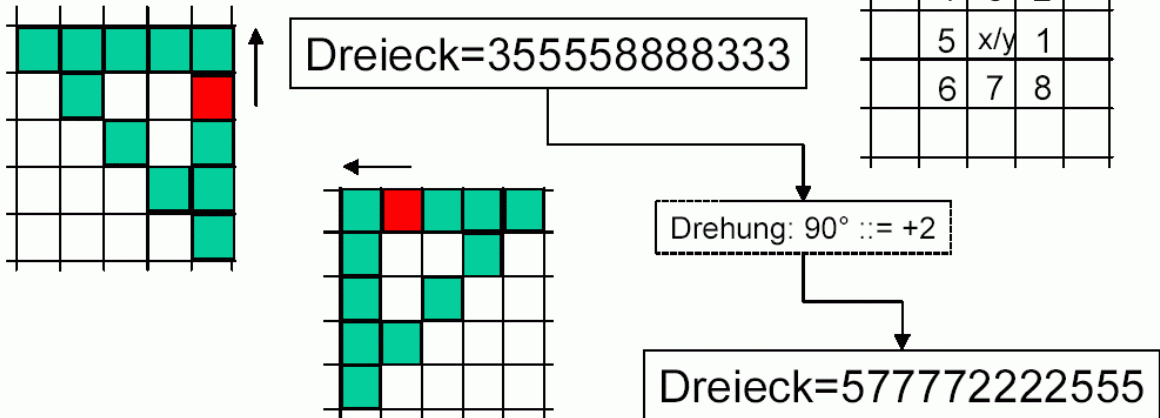 Dreieck=355558888333
5 x/y 1
6 7 8
Drehung: 90° ::= +2
Dreieck=577772222555